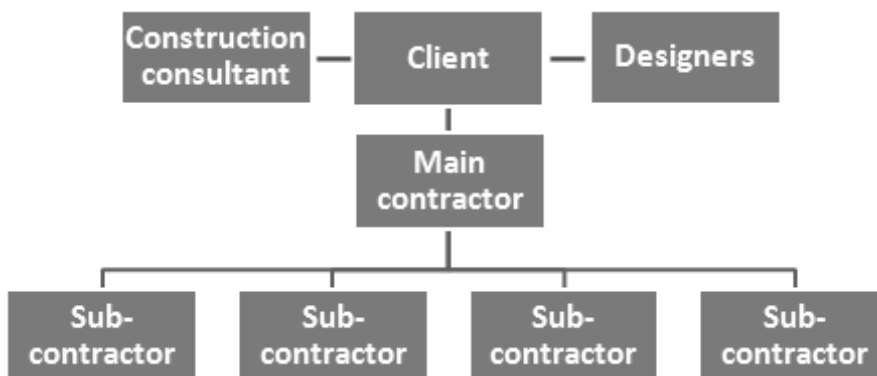 Construction
consultant
Client
Designers
Main
contractor
Sub-
contractor
Sub-
contractor
Sub-
contractor
Sub-
contractor